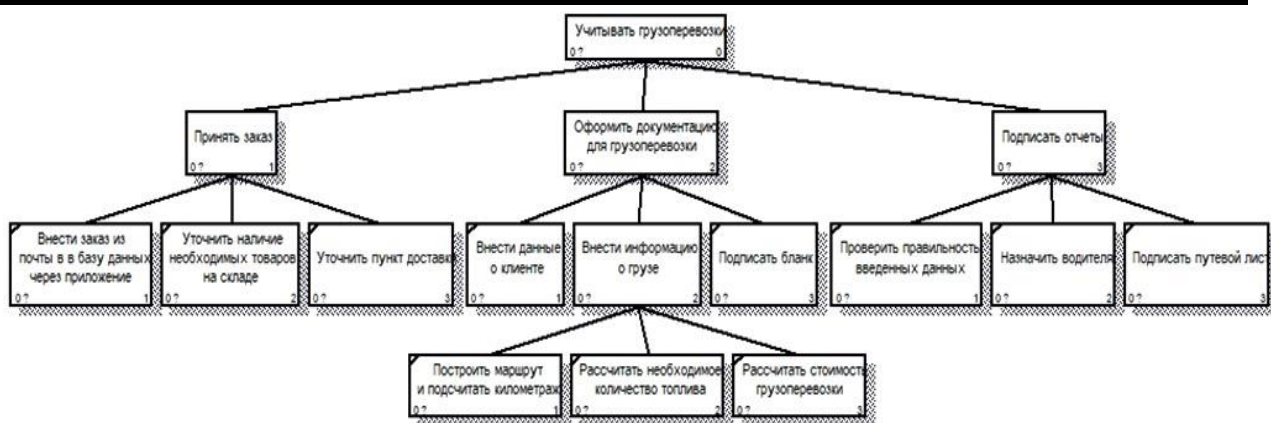 Учитывать грузоперевозки
0 ? 0
Принять заказ
0 ? 1
Оформить документацию
для грузоперевозки
0 ? 2
Подписать отчеты
0 ? 3
Внести заказ из
почты в в базу данных
через приложение
0 ? 1
Уточнить наличие
необходимых товаров
на складе
0 ? 2
Уточнить пункт доставки
0 ? 3
Внести данные
о клиенте
0 ? 1
Внести информацию
о грузе
0 ? 2
Подписать бланк
0 ? 3
Проверить правильность
введенных данных
0 ? 1
Назначить водителя
0 ? 2
Подписать путевой лист
0 ? 3
Построить маршрут
и подсчитать километраж
0 ? 1
Рассчитать необходимое
количество топлива
0 ? 2
Рассчитать стоимость
грузоперевозки
0 ? 3